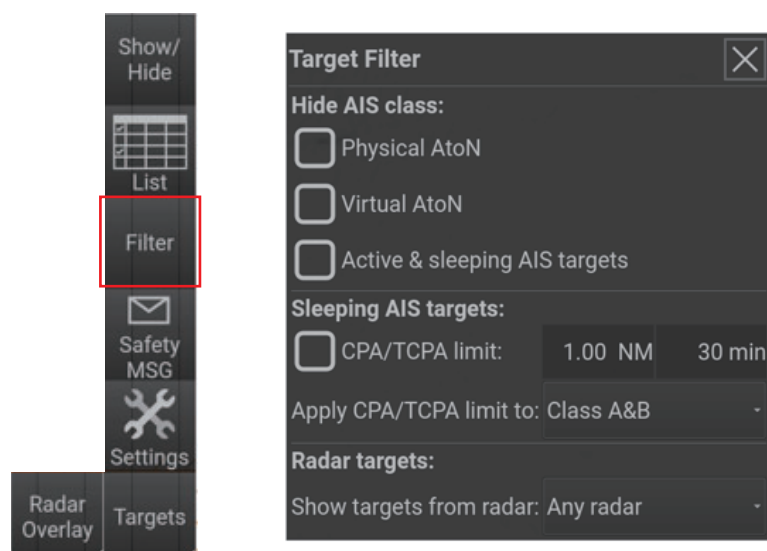 Show/
Hide
List
Filter
Safety
MSG
Settings
Radar
Overlay
Targets
Target Filter
Hide AIS class:
Physical AtoN
Virtual AtoN
Active & sleeping AIS targets
Sleeping AIS targets:
CPA/TCPA limit: 1.00 NM 30 min
Apply CPA/TCPA limit to: Class A&B
Radar targets:
Show targets from radar: Any radar